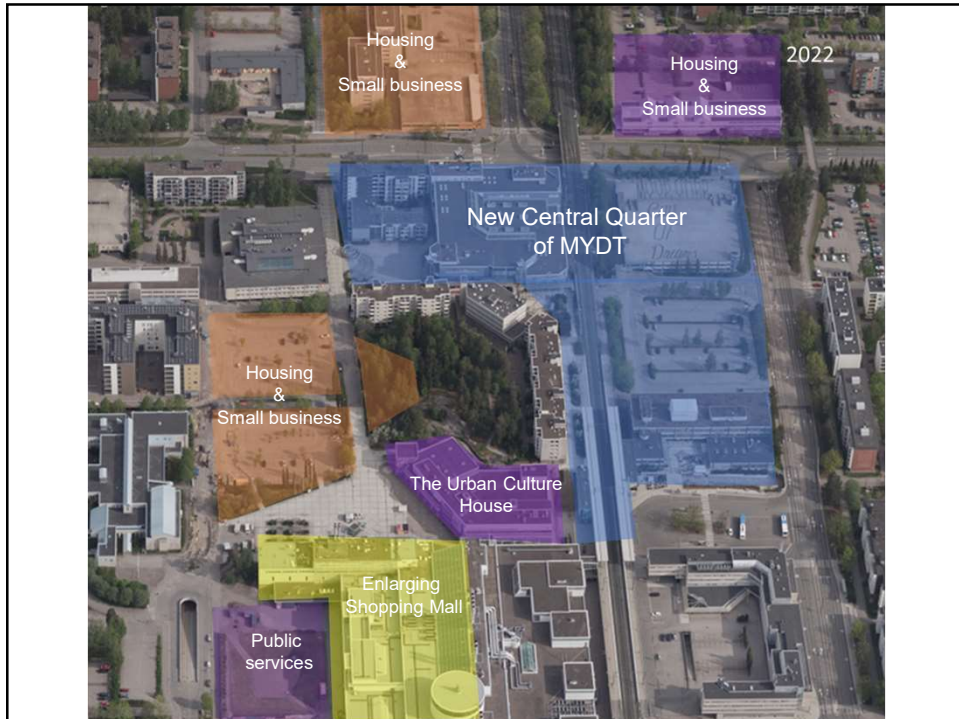 Housing
&
Small business
Housing
&
Small business
2022
New Central Quarter
of MYDT
Housing
&
Small business
The Urban Culture
House
Enlarging
Shopping Mall
Public
services